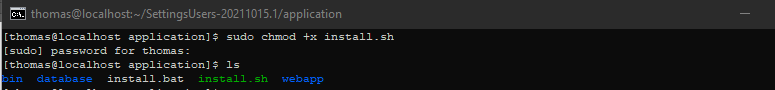 thomas@localhost:~/SettingsUsers-20211015.1/application
[thomas@localhost application]$ sudo chmod +x install.sh
[sudo] password for thomas:
[thomas@localhost application]$ ls
bin database install.bat install.sh webapp